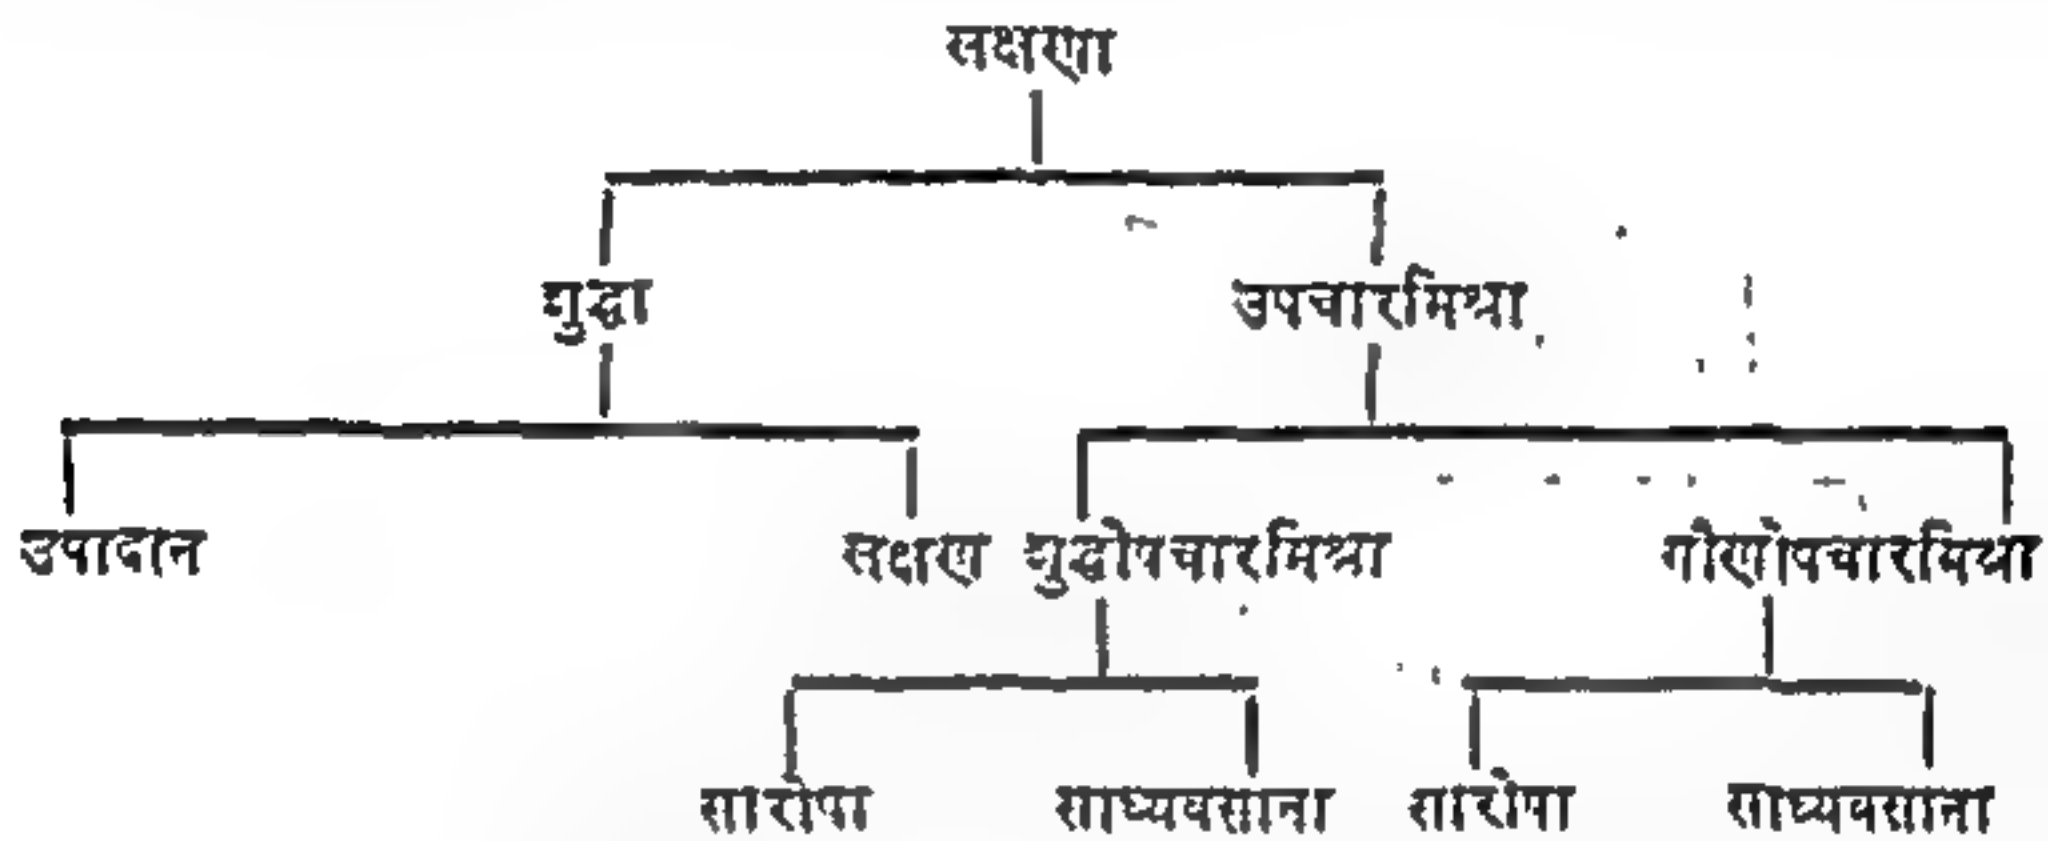 लक्षणा
शुद्धा उपचारमिश्रा
उपादान लक्षण शुद्धोपचारमिश्रा गौणोपचारमिश्रा
सारोपा साध्यवसाना सारोपा साध्यवसाना